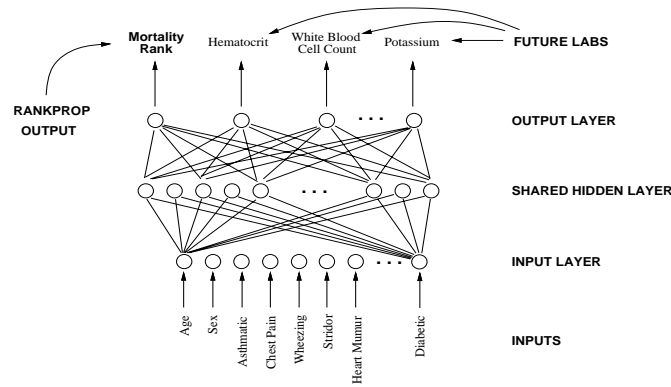 Mortality
Rank
Hematocrit
White Blood
Cell Count
Potassium
FUTURE LABS
RANKPROP
OUTPUT
. . .
OUTPUT LAYER
. . .
SHARED HIDDEN LAYER
. . .
INPUT LAYER
Age
Sex
Asthmatic
Chest Pain
Wheezing
Stridor
Heart Mumur
Diabetic
INPUTS